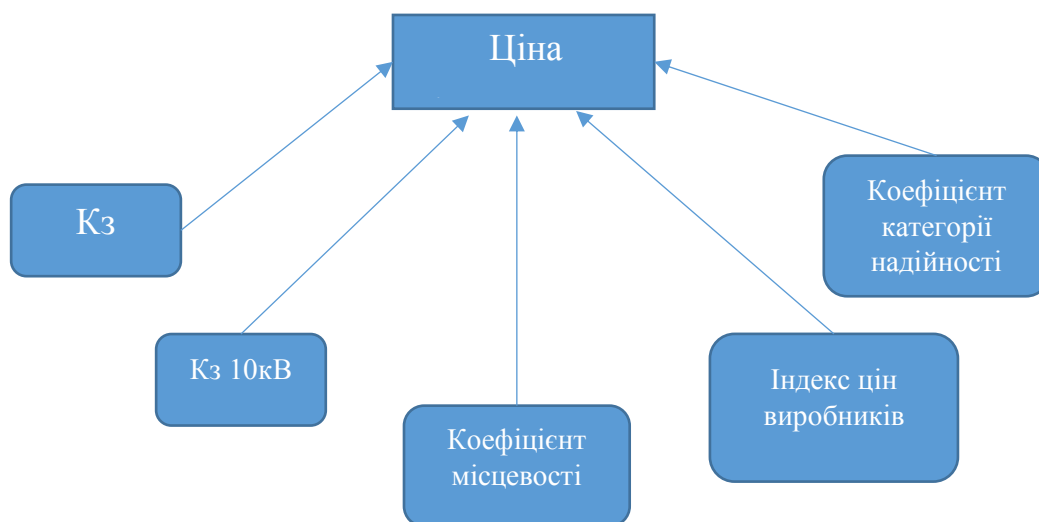 Ціна
Кз
Коефіцієнт
категорії
надійності
Кз 10кВ
Індекс цін
виробників
Коефіцієнт
місцевості